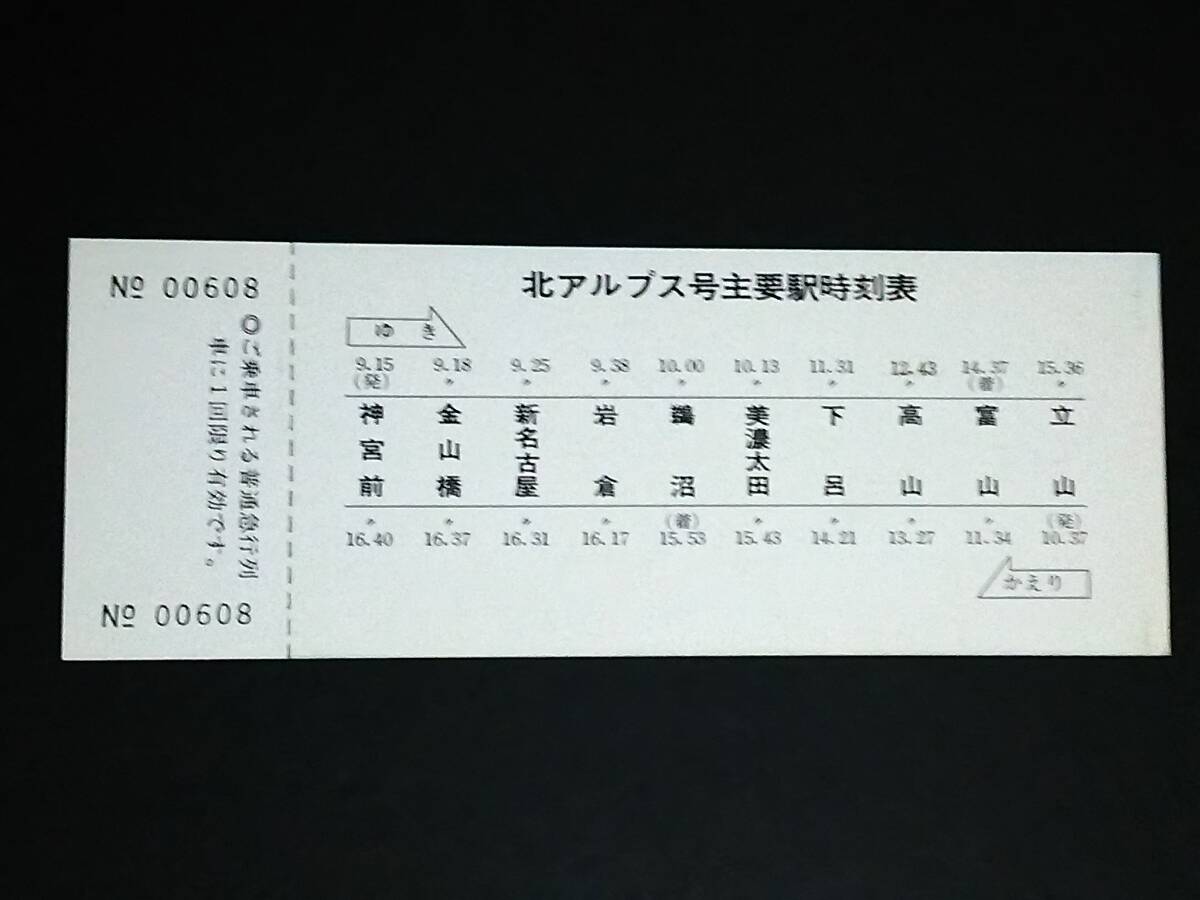 № 00608
◎ご乗車される普通急行列
車に1回限り有効です。
№ 00608
北アルプス号主要駅時刻表
ゆき
9.15 9.18 9.25 9.38 10.00 10.13 11.31 12.43 14.37 15.36
(発) 〃 〃 〃 〃 〃 〃 〃 (着) 〃
神宮前 金山橋 新名古屋 岩倉 鵜沼 美濃太田 下呂 高山 富山 立山
〃 〃 〃 〃 (着) 〃 〃 〃 〃 (発)
16.40 16.37 16.31 16.17 15.53 15.43 14.21 13.27 11.34 10.37
かえり